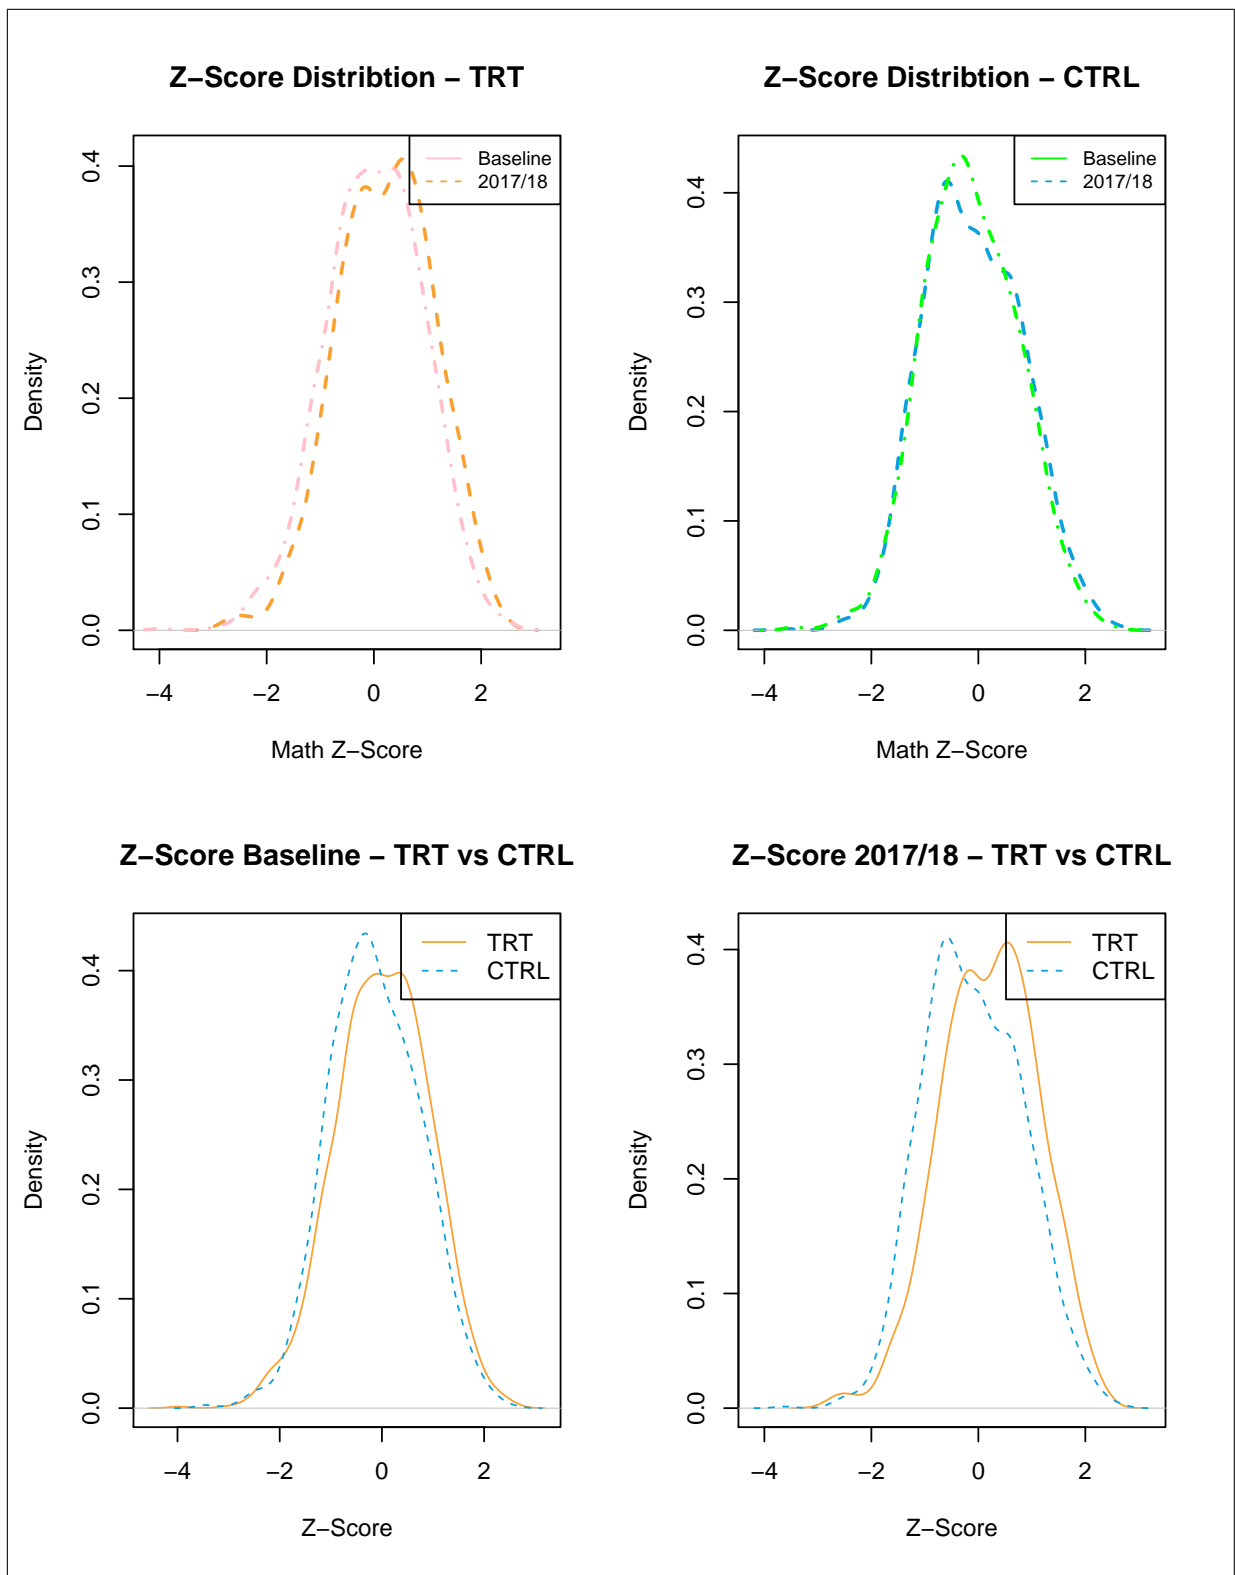 Z−Score Distribtion − TRT
Baseline
2017/18
Density
0.0 0.1 0.2 0.3 0.4
−4 −2 0 2
Math Z−Score
Z−Score Distribtion − CTRL
Baseline
2017/18
Density
0.0 0.1 0.2 0.3 0.4
−4 −2 0 2
Math Z−Score
Z−Score Baseline − TRT vs CTRL
TRT
CTRL
Density
0.0 0.1 0.2 0.3 0.4
−4 −2 0 2
Z−Score
Z−Score 2017/18 − TRT vs CTRL
TRT
CTRL
Density
0.0 0.1 0.2 0.3 0.4
−4 −2 0 2
Z−Score